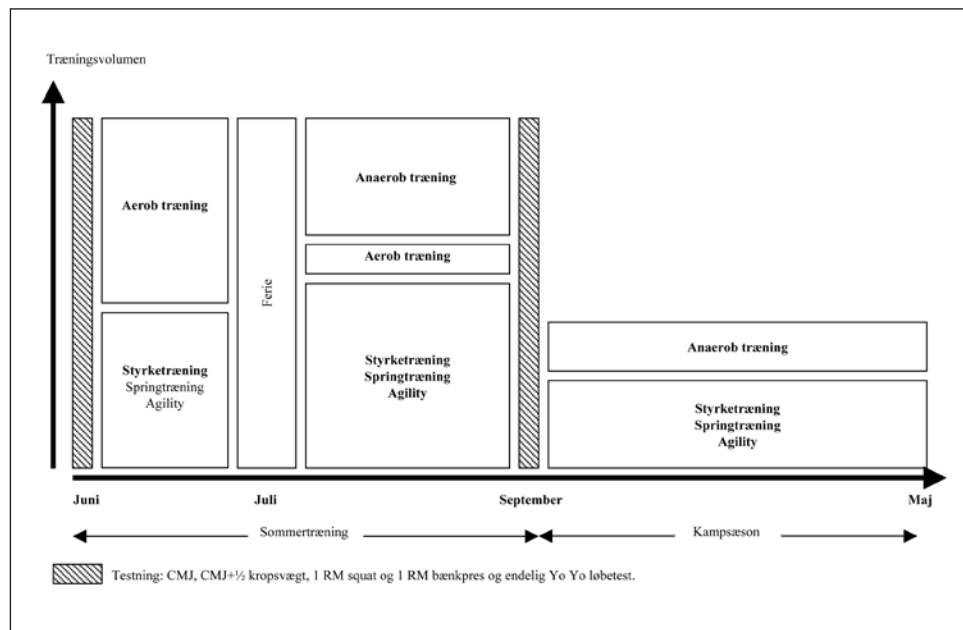 Træningsvolumen
Aerob træning
Styrketræning
Springtræning
Agility
Ferie
Anaerob træning
Aerob træning
Styrketræning
Springtræning
Agility
Anaerob træning
Styrketræning
Springtræning
Agility
Juni
Juli
September
Maj
Sommertræning
Kampsæson
Testning: CMJ, CMJ+½ kropsvægt, 1 RM squat og 1 RM bænkpres og endelig Yo Yo løbetest.